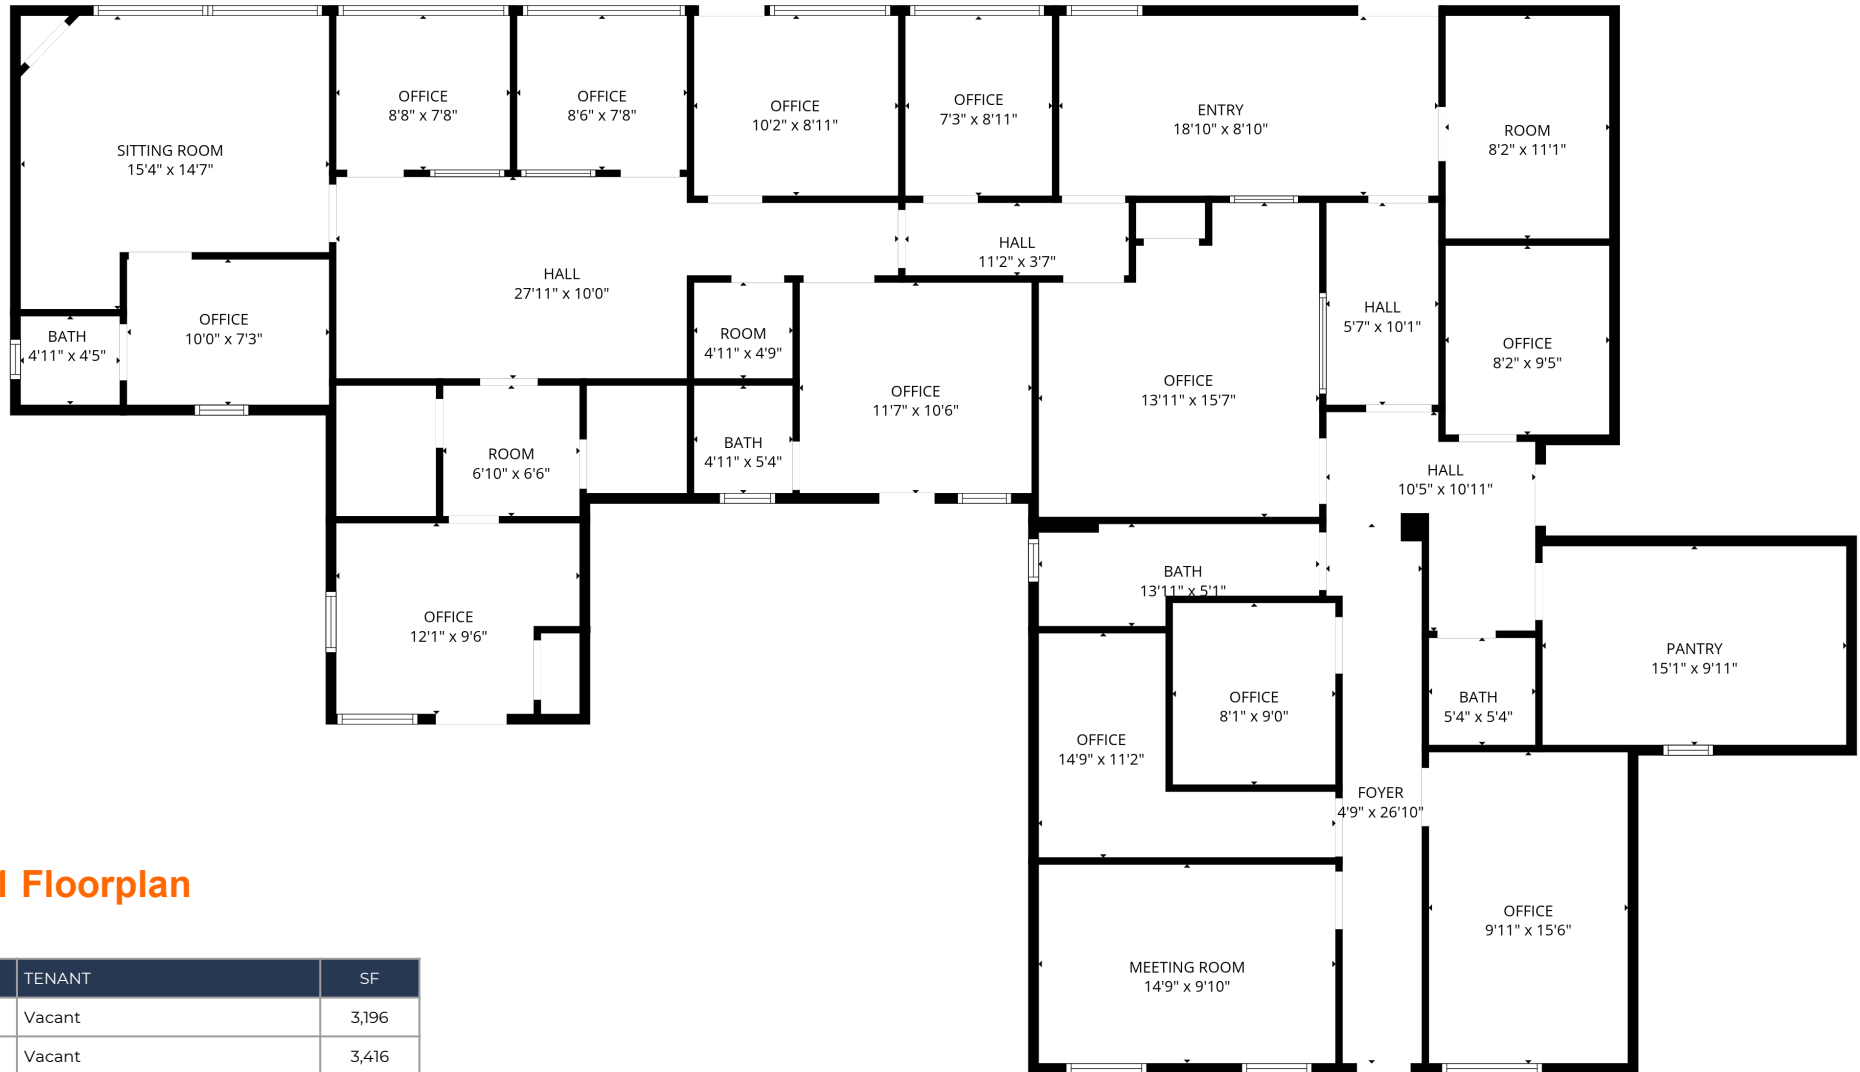 OFFICE
8'8" x 7'8"
OFFICE
8'6" x 7'8"
OFFICE
10'2" x 8'11"
OFFICE
7'3" x 8'11"
ENTRY
18'10" x 8'10"
ROOM
8'2" x 11'1"
SITTING ROOM
15'4" x 14'7"
HALL
11'2" x 3'7"
HALL
27'11" x 10'0"
HALL
5'7" x 10'1"
OFFICE
10'0" x 7'3"
BATH
4'11" x 4'5"
ROOM
4'11" x 4'9"
OFFICE
8'2" x 9'5"
OFFICE
11'7" x 10'6"
OFFICE
13'11" x 15'7"
BATH
4'11" x 5'4"
ROOM
6'10" x 6'6"
HALL
10'5" x 10'11"
BATH
13'11" x 5'1"
OFFICE
12'1" x 9'6"
PANTRY
15'1" x 9'11"
OFFICE
8'1" x 9'0"
BATH
5'4" x 5'4"
OFFICE
14'9" x 11'2"
FOYER
4'9" x 26'10"
OFFICE
9'11" x 15'6"
MEETING ROOM
14'9" x 9'10"
1 Floorplan
TENANT SF
Vacant 3,196
Vacant 3,416